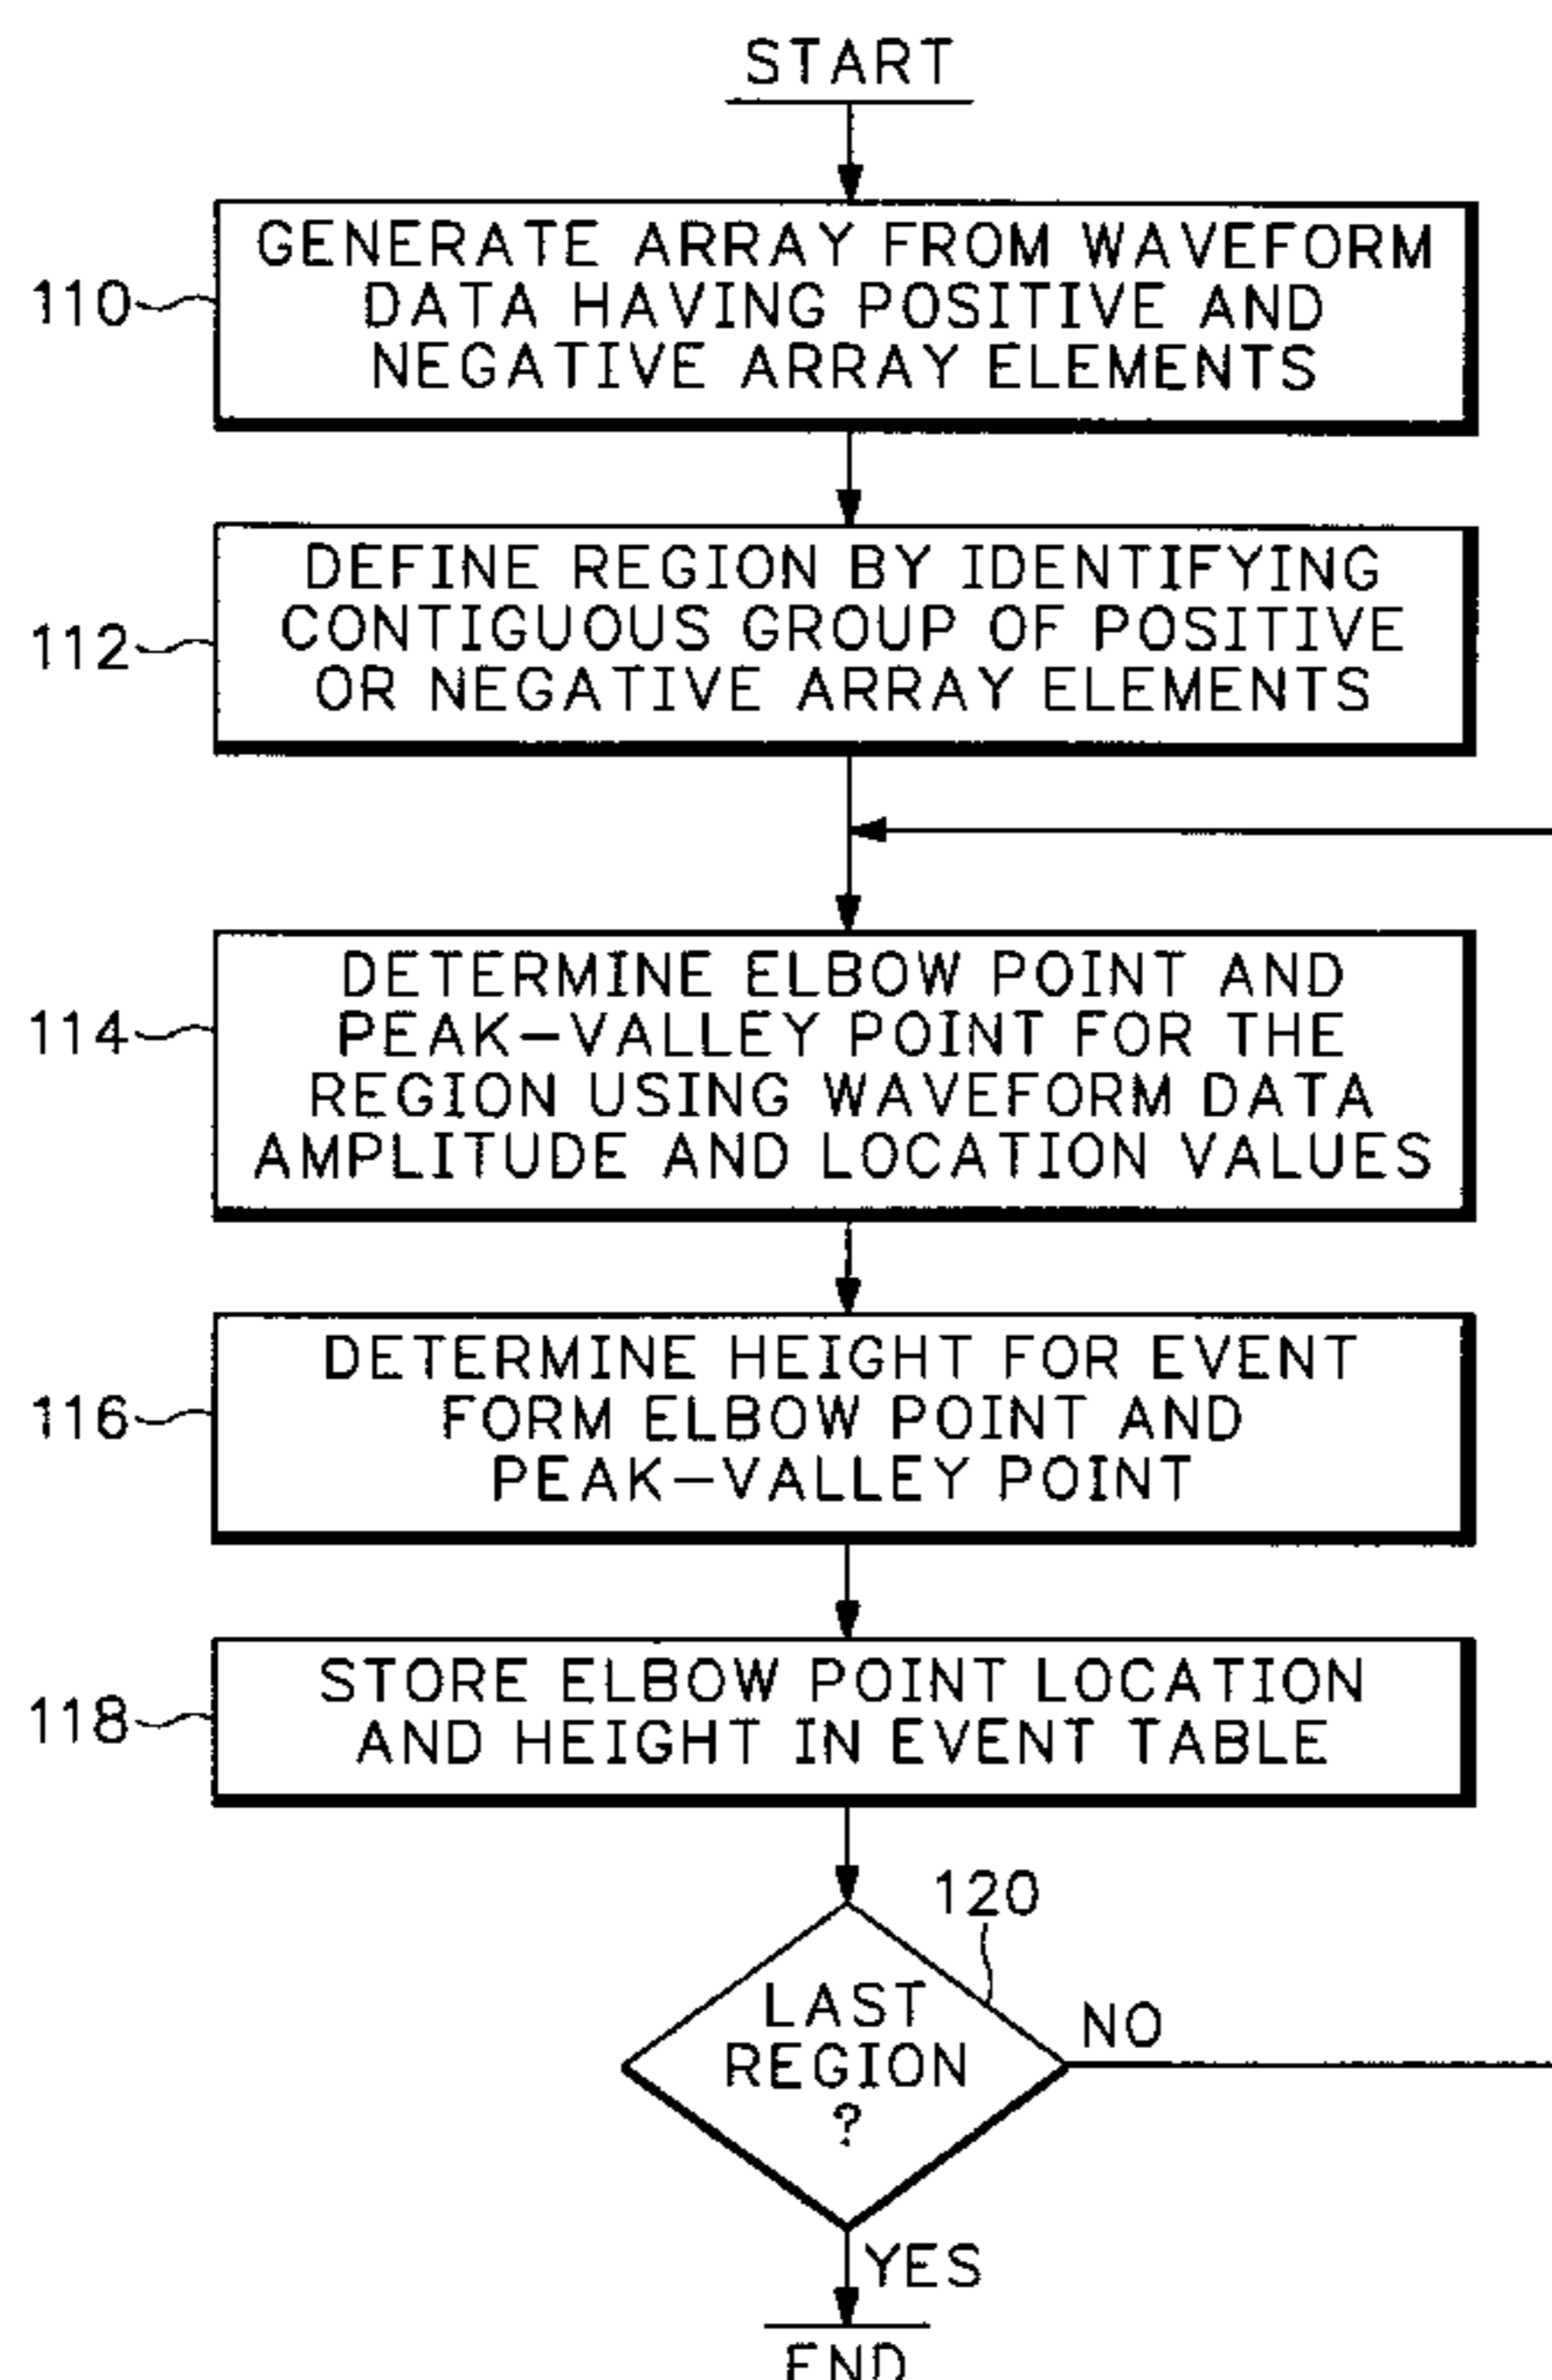 START
110
GENERATE ARRAY FROM WAVEFORM
DATA HAVING POSITIVE AND
NEGATIVE ARRAY ELEMENTS
112
DEFINE REGION BY IDENTIFYING
CONTIGUOUS GROUP OF POSITIVE
OR NEGATIVE ARRAY ELEMENTS
114
DETERMINE ELBOW POINT AND
PEAK-VALLEY POINT FOR THE
REGION USING WAVEFORM DATA
AMPLITUDE AND LOCATION VALUES
116
DETERMINE HEIGHT FOR EVENT
FORM ELBOW POINT AND
PEAK-VALLEY POINT
118
STORE ELBOW POINT LOCATION
AND HEIGHT IN EVENT TABLE
120
LAST
REGION
?
NO
YES
END